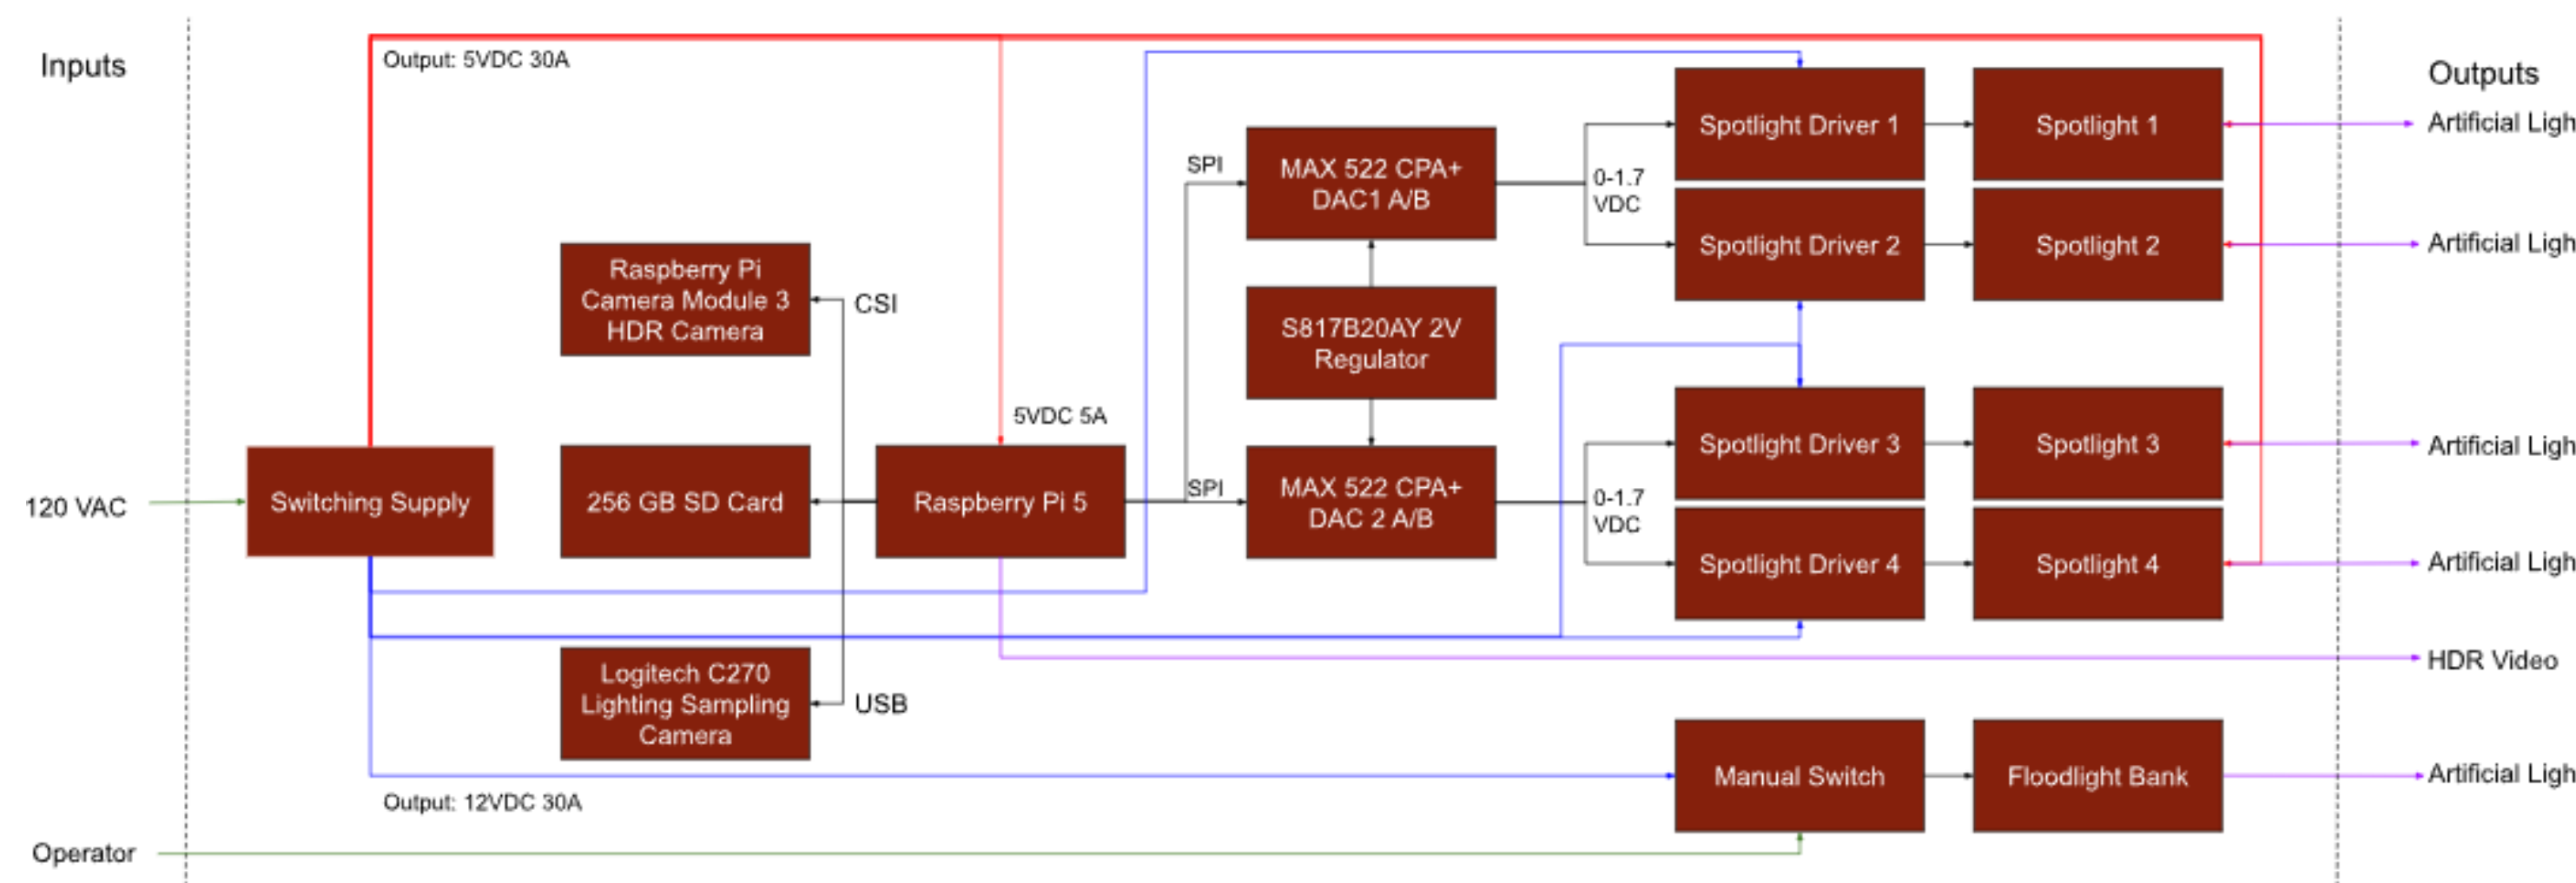 Inputs
Output: 5VDC 30A
Outputs
Spotlight Driver 1
Spotlight 1
Artificial Ligh
MAX 522 CPA+
DAC1 A/B
SPI
0-1.7
VDC
Spotlight Driver 2
Spotlight 2
Artificial Ligh
Raspberry Pi
Camera Module 3
HDR Camera
CSI
S817B20AY 2V
Regulator
5VDC 5A
Spotlight Driver 3
Spotlight 3
Artificial Ligh
120 VAC
Switching Supply
256 GB SD Card
Raspberry Pi 5
SPI
MAX 522 CPA+
DAC 2 A/B
0-1.7
VDC
Spotlight Driver 4
Spotlight 4
Artificial Ligh
HDR Video
Logitech C270
Lighting Sampling
Camera
USB
Manual Switch
Floodlight Bank
Artificial Ligh
Output: 12VDC 30A
Operator